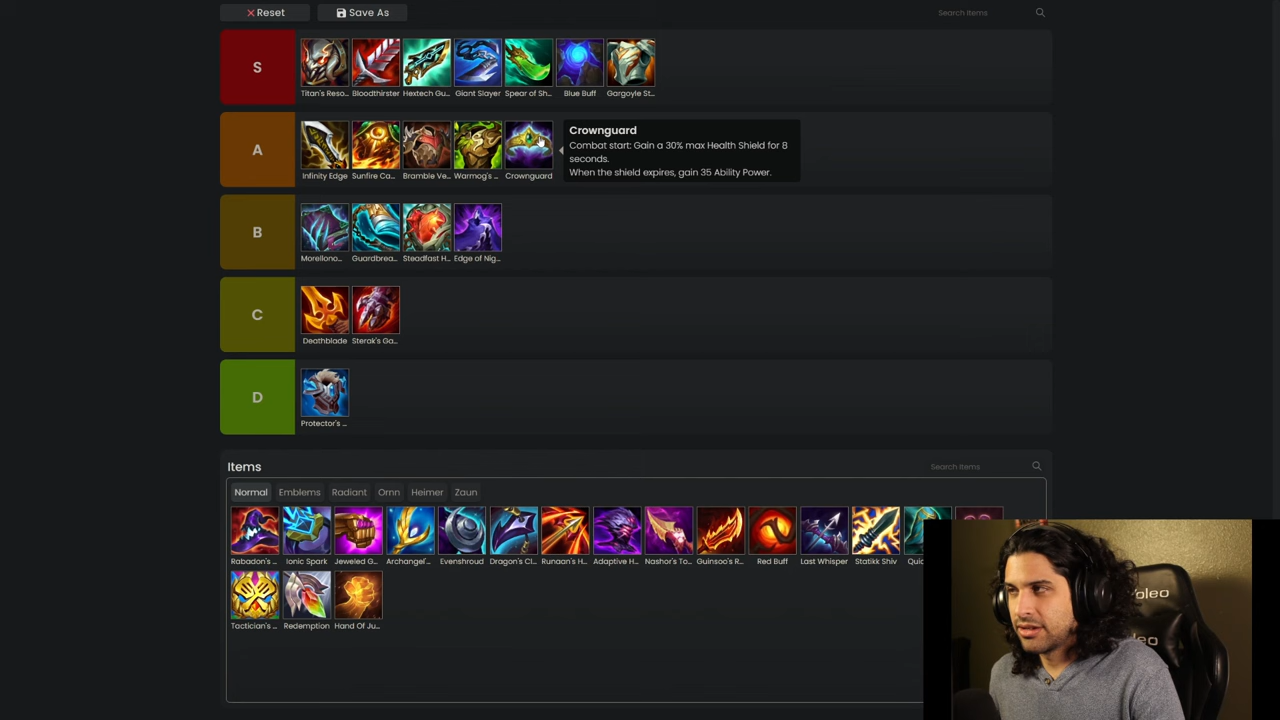 Reset
Save As
Search Items
S
Titan's Reso...
Bloodthirster
Hextech Gu...
Giant Slayer
Spear of Sh...
Blue Buff
Gargoyle St...
A
Infinity Edge
Sunfire Ca...
Bramble Ve...
Warmog's ...
Crownguard
Crownguard
Combat start: Gain a 30% max Health Shield for 8
seconds.
When the shield expires, gain 35 Ability Power.
B
Morellono...
Guardbrea...
Steadfast H...
Edge of Nig...
C
Deathblade
Sterak's Ga...
D
Protector's ...
Items
Search Items
Normal
Emblems
Radiant
Ornn
Heimer
Zaun
Rabadon's ...
Ionic Spark
Jeweled G...
Archangel'...
Evenshroud
Dragon's Cl...
Runaan's H...
Adaptive H...
Nashor's To...
Guinsoo's R...
Red Buff
Last Whisper
Statikk Shiv
Tactician's ...
Redemption
Hand Of Ju...